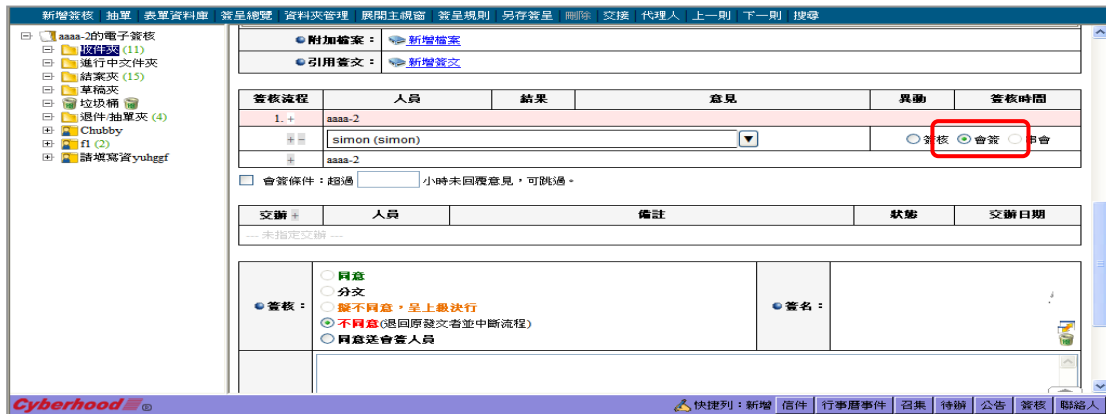 新增簽核 抽單 表單資料庫 簽呈總覽 資料夾管理 展開主視窗 簽呈規則 另存簽呈 刪除 交接 代理人 上一則 下一則 搜尋
aaaa-2的電子簽核
收件夾 (11)
進行中文件夾
結案夾 (15)
草稿夾
垃圾桶
退件/抽單夾 (4)
Chubby
f1 (2)
請填寫資yuhggf
附加檔案： 新增檔案
引用簽文： 新增簽文
簽核流程 人員 結果 意見 異動 簽核時間
1. + aaaa-2
+ − simon (simon) 簽核 會簽 串會
+ aaaa-2
會簽條件：超過 小時未回覆意見，可跳過。
交辦 + 人員 備註 狀態 交辦日期
--- 未指定交辦 ---
簽核：
同意
分文
擬不同意，呈上級決行
不同意(退回原發文者並中斷流程)
同意送會簽人員
簽名：
Cyberhood ® 快捷列：新增 信件 行事曆事件 召集 待辦 公告 簽核 聯絡人